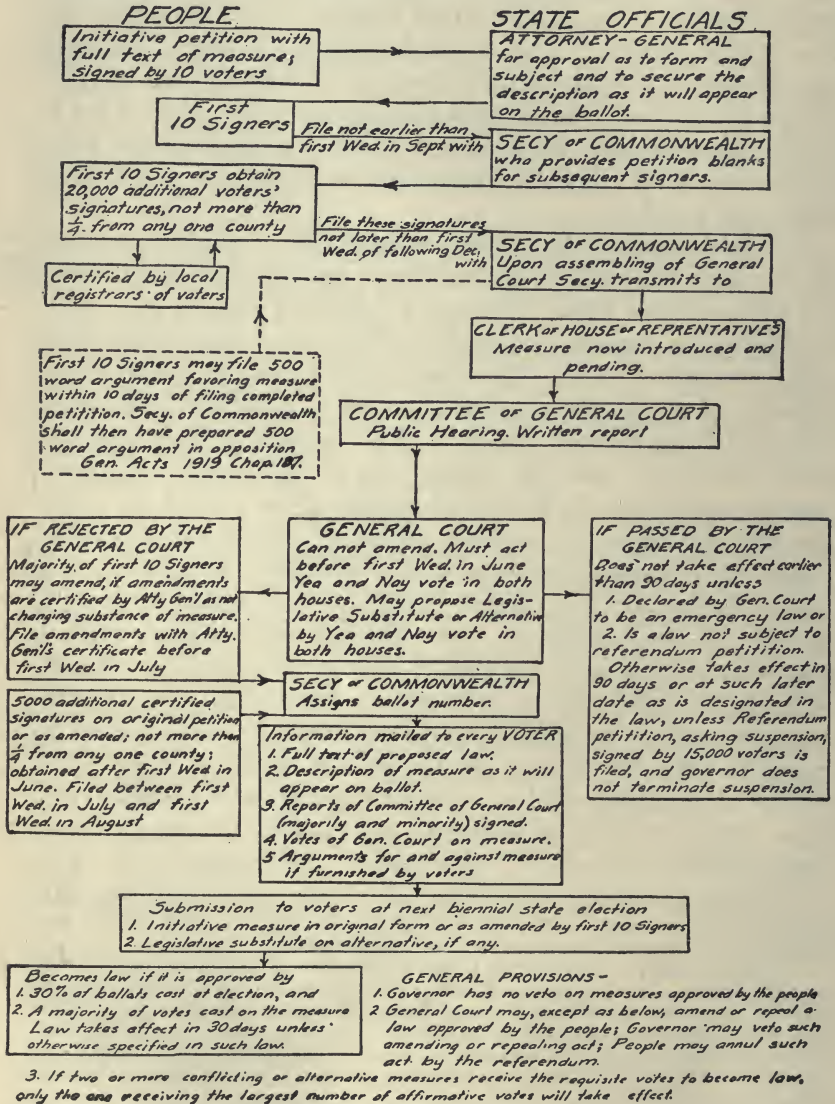 PEOPLE
STATE OFFICIALS
Initiative petition with
full text of measure;
signed by 10 voters
ATTORNEY-GENERAL
for approval as to form and
subject and to secure the
description as it will appear
on the ballot.
First
10 Signers
File not earlier than
first Wed. in Sept with
SECY OF COMMONWEALTH
who provides petition blanks
for subsequent signers.
First 10 Signers obtain
20,000 additional voters'
signatures, not more than
1/4 from any one county
File these signatures
not later than first
Wed. of following Dec.
with
SECY OF COMMONWEALTH
Upon assembling of General
Court Secy. transmits to
Certified by local
registrars of voters
CLERK OF HOUSE OF REPRENTATIVES
Measure now introduced and
pending.
First 10 Signers may file 500
word argument favoring measure
within 10 days of filing completed
petitition. Secy. of Commonwealth
shall then have prepared 500
word argument in opposition
Gen. Acts 1919 Chap.
COMMITTEE OF GENERAL COURT
Public Hearing. Written report
IF REJECTED BY THE
GENERAL COURT
Majority of first 10 Signers
may amend, if amendments
are certified by Atty Gen'l as not
changing substance of measure.
File amendments with Atty.
Gen'l's certificate before
first Wed. in July
GENERAL COURT
Can not amend. Must act
before first Wed. in June
Yea and Nay vote in both
houses. May propose Legis-
lative Substitute or Alternative
by Yea and Nay vote in
both houses.
IF PASSED BY THE
GENERAL COURT
Does not take effect earlier
than 90 days unless
1. Declared by Gen. Court
to be an emergency law or
2. Is a law not subject to
referendum petitition.
Otherwise takes effect in
90 days or at such later
date as is designated in
the law, unless Referendum
petitition, asking suspension,
signed by 15,000 voters is
filed, and governor does
not terminate suspension.
SECY OF COMMONWEALTH
Assigns ballot number.
5000 additional certified
signatures on original petition
or as amended; not more than
1/4 from any one county;
obtained after first Wed in
June. Filed between first
Wed. in July and first
Wed. in August
Information mailed to every VOTER
1. Full text of proposed law.
2. Description of measure as it will
appear on ballot.
3. Reports of Committee of General Court
(majority and minority) signed.
4. Votes of Gen. Court on measure.
5 Arguments for and against measure
if furnished by voters
Submission to voters at next biennial state election
1. Initiative measure in original form or as amended by first 10 Signers
2. Legislative substitute or alternative, if any.
Becomes law if it is approved by
1. 30% of ballots cast at election, and
2. A majority of votes cast on the measure
Law takes effect in 30 days unless
otherwise specified in such law.
GENERAL PROVISIONS-
1. Governor has no veto on measures approved by the people
2 General Court may, except as below, amend or repeal a
law approved by the people; Governor may veto such
amending or repealing act; People may annul such
act by the referendum.
3. If two or more conflicting or alternative measures receive the requisite votes to become law,
only the one receiving the largest number of affirmative votes will take effect.